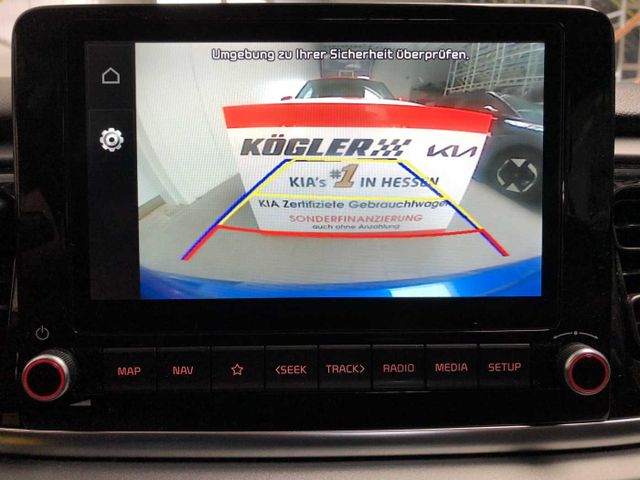 Umgebung zu Ihrer Sicherheit überprüfen.
KÖGLER KIA
KIA's #1 IN HESSEN
KIA Zertifiziete Gebrauchtwagen
SONDERFINANZIERUNG
auch ohne Anzahlung
MAP NAV <SEEK TRACK> RADIO MEDIA SETUP